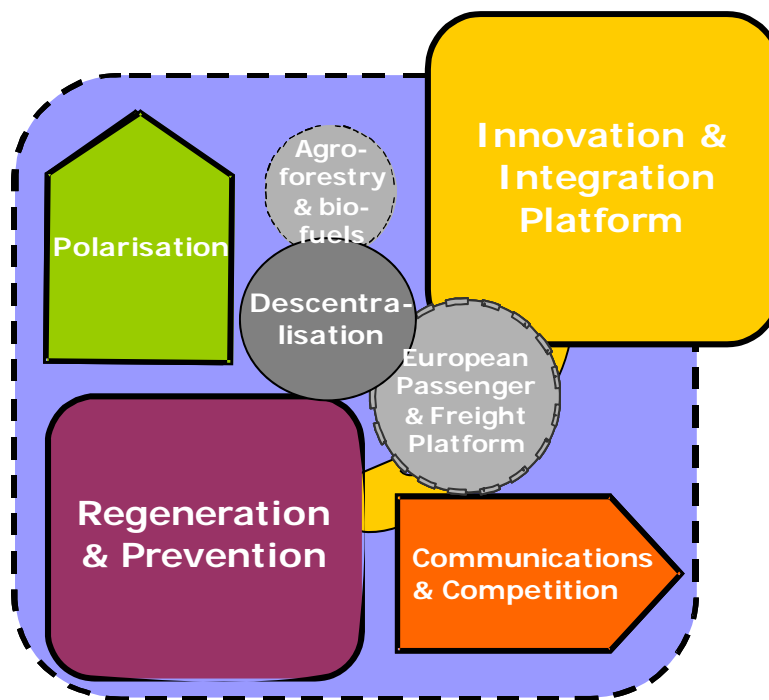 Innovation &
Integration
Platform
Agro-
forestry
& bio-
fuels
Polarisation
Descentra-
lisation
European
Passenger
& Freight
Platform
Regeneration
& Prevention
Communications
& Competition